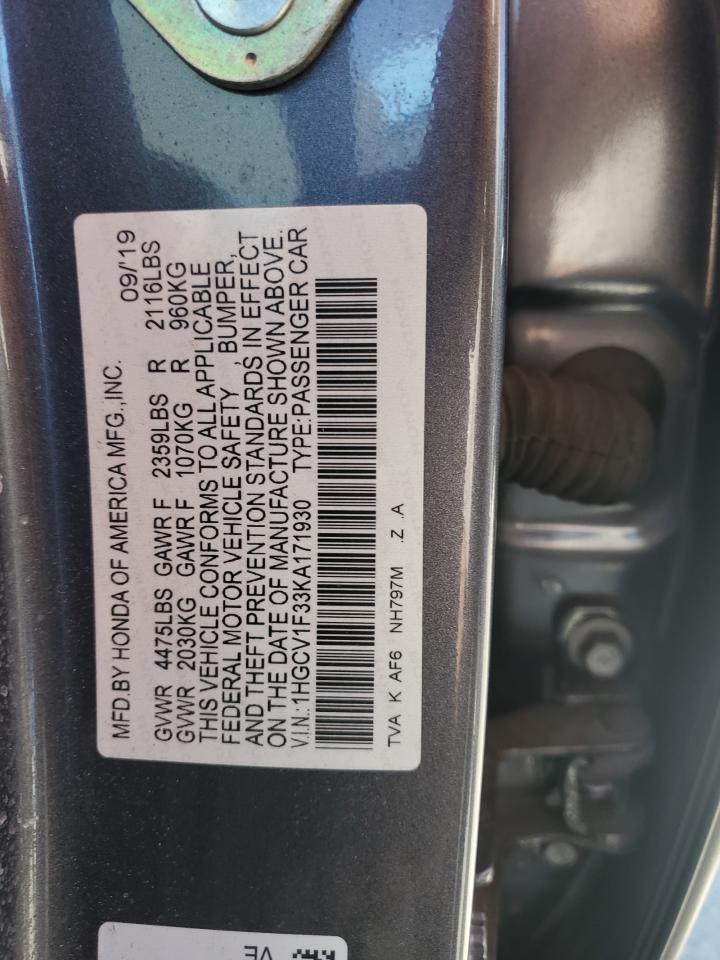 MFD.BY HONDA OF AMERICA MFG.,INC. 09/'19
GVWR 4475LBS GAWR F 2359LBS R 2116LBS
GVWR 2030KG GAWR F 1070KG R 960KG
THIS VEHICLE CONFORMS TO ALL APPLICABLE
FEDERAL MOTOR VEHICLE SAFETY , BUMPER,
AND THEFT PREVENTION STANDARDS IN EFFECT
ON THE DATE OF MANUFACTURE SHOWN ABOVE.
V.I.N.: 1HGCV1F33KA171930 TYPE:PASSENGER CAR
TVA K AF6 NH797M .Z .A
VE